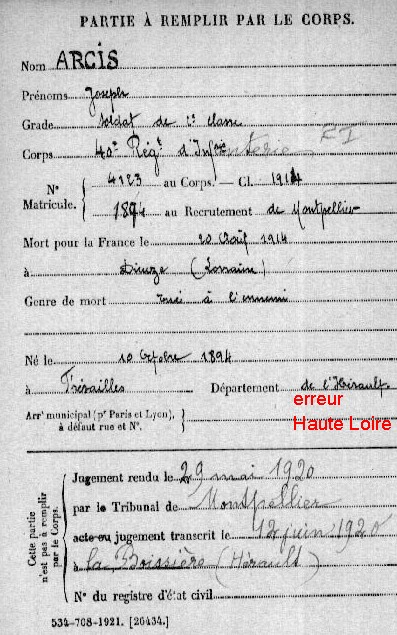 PARTIE À REMPLIR PAR LE CORPS.
Nom ARCIS
Prénoms Joseph
Grade soldat de 2e classe
Corps 40e Régt d'Infanterie
N° Matricule. { 4123 au Corps. — Cl. 1914
1894 au Recrutement de Montpellier
Mort pour la France le 20 Août 1914
à Dieuze (Lorraine)
Genre de mort tué à l'ennemi
Né le 10 Octobre 1894
à Département de l'Hérault
erreur
Haute Loire
Arrt municipal (pr Paris et Lyon), à défaut rue et N°. }
Cette partie n'est pas à remplir par le Corps.
Jugement rendu le 29 mai 1920
par le Tribunal de Montpellier
acte ou jugement transcrit le 12 juin 1920
à la Boissière (Hérault)
N° du registre d'état civil
534-708-1921. [26434.]